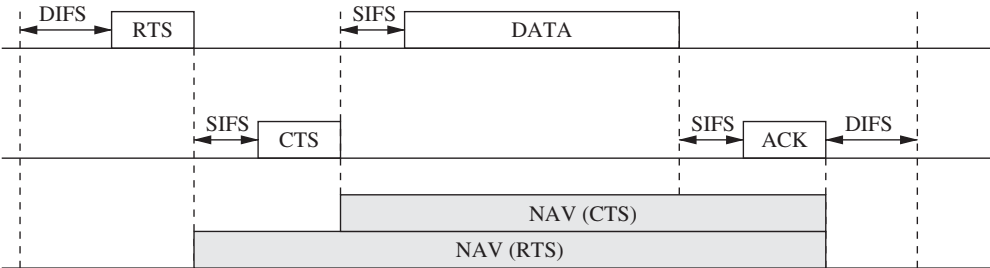 DIFS RTS SIFS DATA
SIFS CTS SIFS ACK DIFS
NAV (CTS)
NAV (RTS)